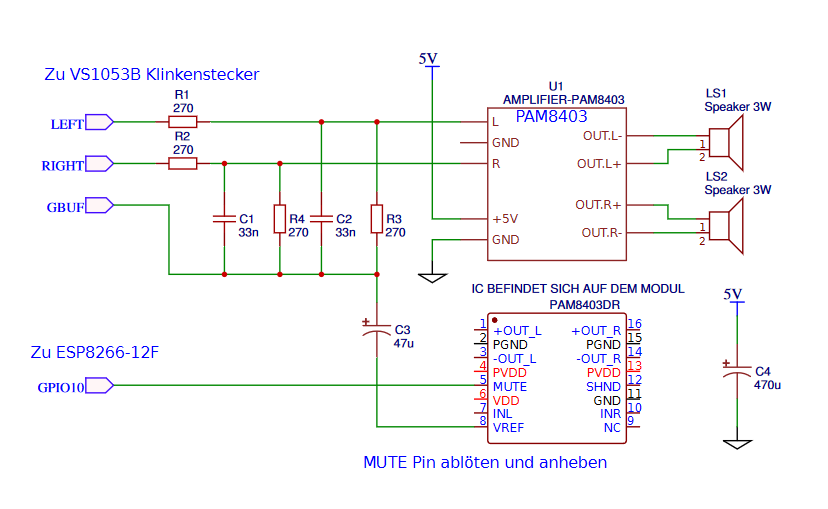 Zu VS1053B Klinkenstecker
5V
R1
270
LEFT
R2
270
RIGHT
GBUF
C1
33n
R4
270
C2
33n
R3
270
U1
AMPLIFIER-PAM8403
PAM8403
L
GND
R
+5V
GND
OUT.L-
OUT.L+
OUT.R+
OUT.R-
LS1
Speaker 3W
1
2
LS2
Speaker 3W
1
2
C3
47u
IC BEFINDET SICH AUF DEM MODUL
PAM8403DR
1 +OUT_L +OUT_R 16
2 PGND PGND 15
3 -OUT_L -OUT_R 14
4 PVDD PVDD 13
5 MUTE SHND 12
6 VDD GND 11
7 INL INR 10
8 VREF NC 9
5V
C4
470u
Zu ESP8266-12F
GPIO10
MUTE Pin ablöten und anheben